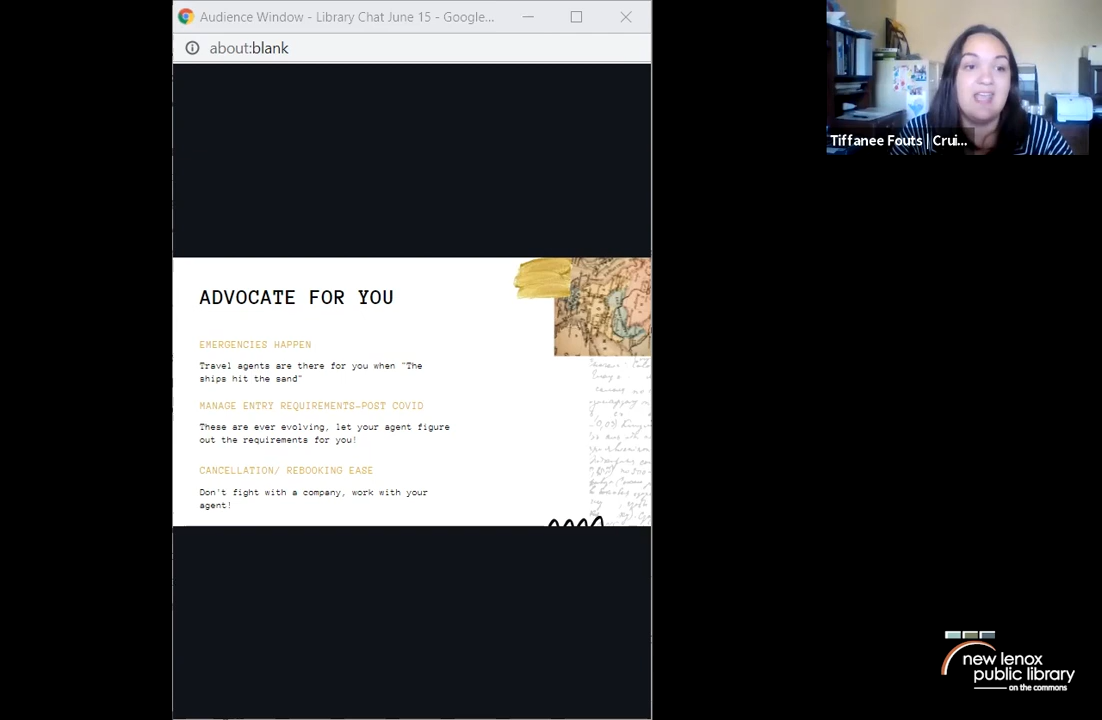 Audience Window - Library Chat June 15 - Google...
about:blank
Tiffanee Fouts | Crui...
ADVOCATE FOR YOU
EMERGENCIES HAPPEN
Travel agents are there for you when "The
ships hit the sand"
MANAGE ENTRY REQUIREMENTS-POST COVID
These are ever evolving, let your agent figure
out the requirements for you!
CANCELLATION/ REBOOKING EASE
Don't fight with a company, work with your
agent!
new lenox
public library
on the commons